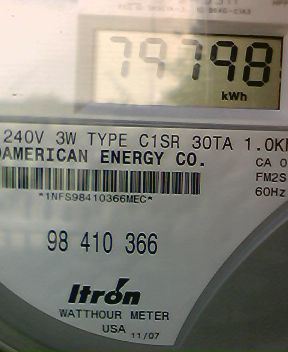 79798
kWh
240V 3W TYPE C1SR 30TA 1.0K
AMERICAN ENERGY CO.
CA 0
FM2S
60Hz
*1NFS98410366MEC*
98 410 366
Itron
WATTHOUR METER
USA 11/07